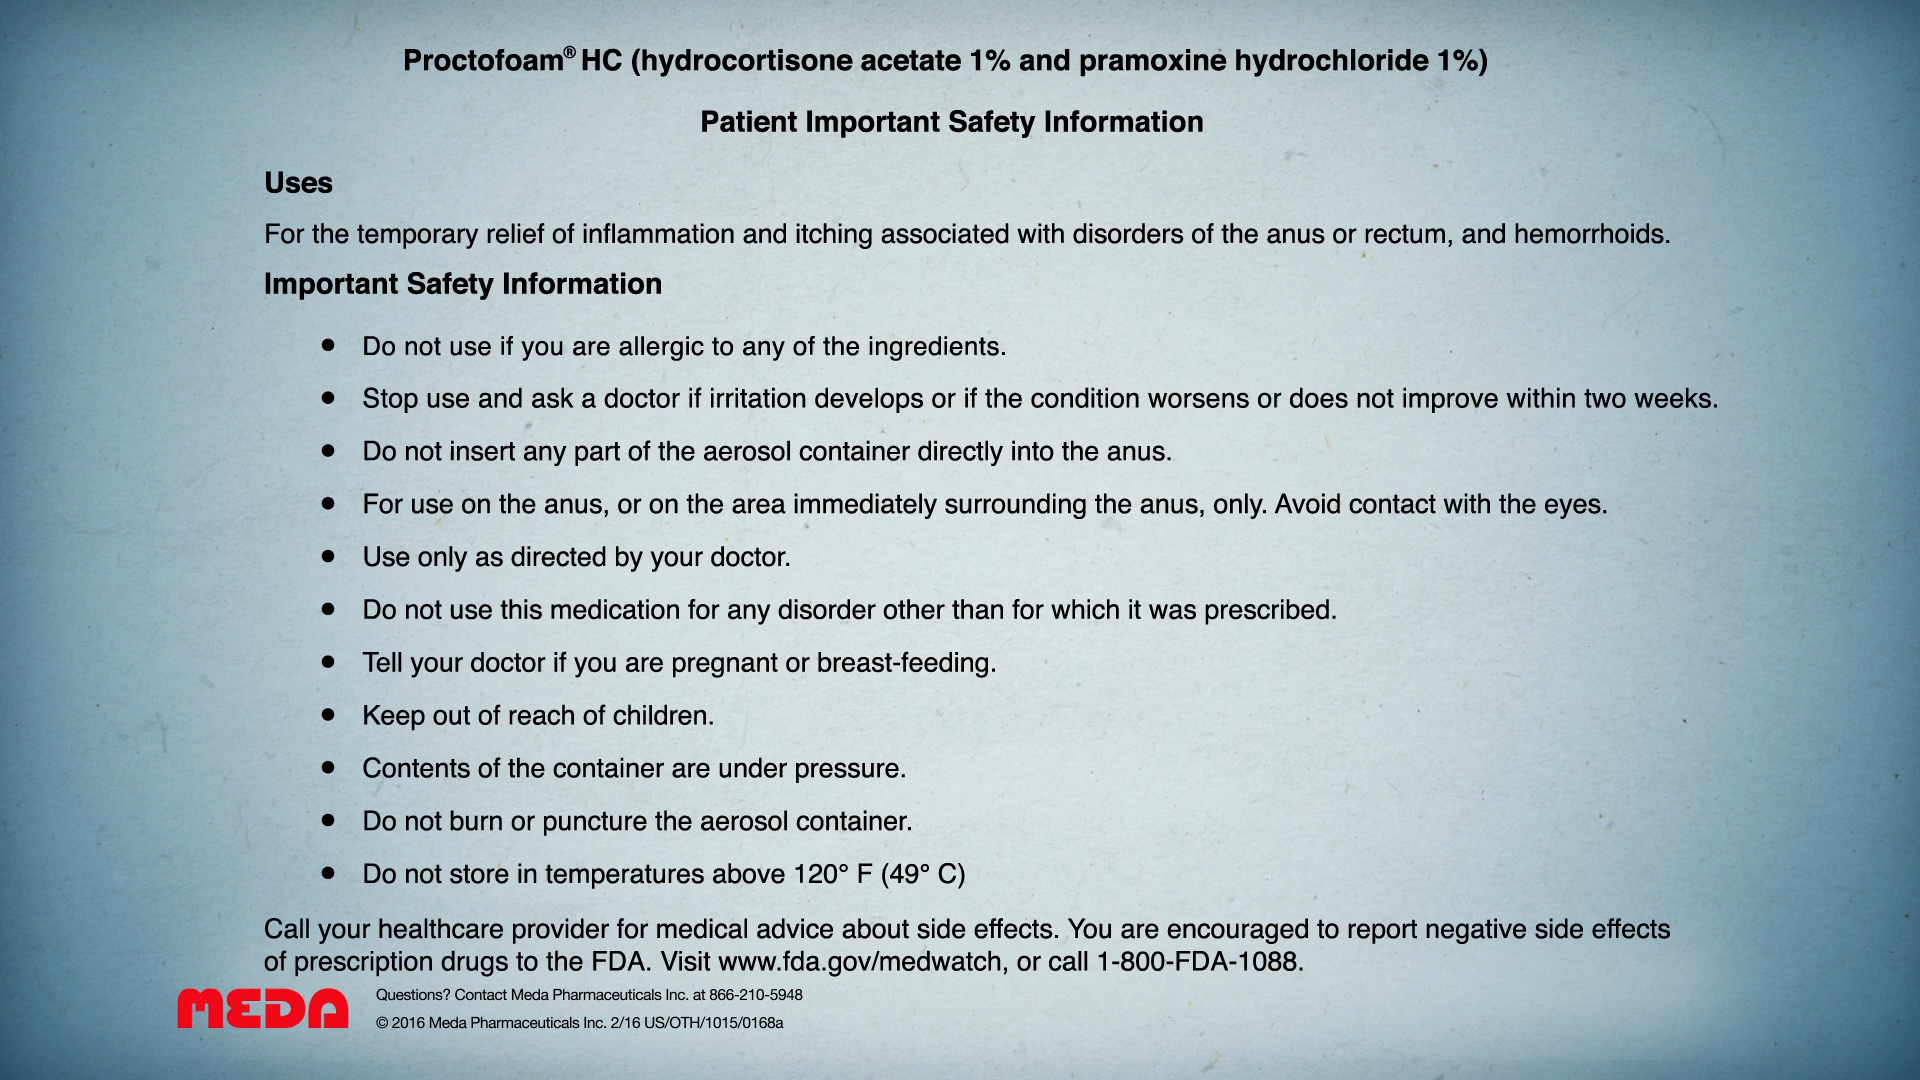 Proctofoam® HC (hydrocortisone acetate 1% and pramoxine hydrochloride 1%)
Patient Important Safety Information
Uses
For the temporary relief of inflammation and itching associated with disorders of the anus or rectum, and hemorrhoids.
Important Safety Information
• Do not use if you are allergic to any of the ingredients.
• Stop use and ask a doctor if irritation develops or if the condition worsens or does not improve within two weeks.
• Do not insert any part of the aerosol container directly into the anus.
• For use on the anus, or on the area immediately surrounding the anus, only. Avoid contact with the eyes.
• Use only as directed by your doctor.
• Do not use this medication for any disorder other than for which it was prescribed.
• Tell your doctor if you are pregnant or breast-feeding.
• Keep out of reach of children.
• Contents of the container are under pressure.
• Do not burn or puncture the aerosol container.
• Do not store in temperatures above 120° F (49° C)
Call your healthcare provider for medical advice about side effects. You are encouraged to report negative side effects
of prescription drugs to the FDA. Visit www.fda.gov/medwatch, or call 1-800-FDA-1088.
MEDA
Questions? Contact Meda Pharmaceuticals Inc. at 866-210-5948
© 2016 Meda Pharmaceuticals Inc. 2/16 US/OTH/1015/0168a